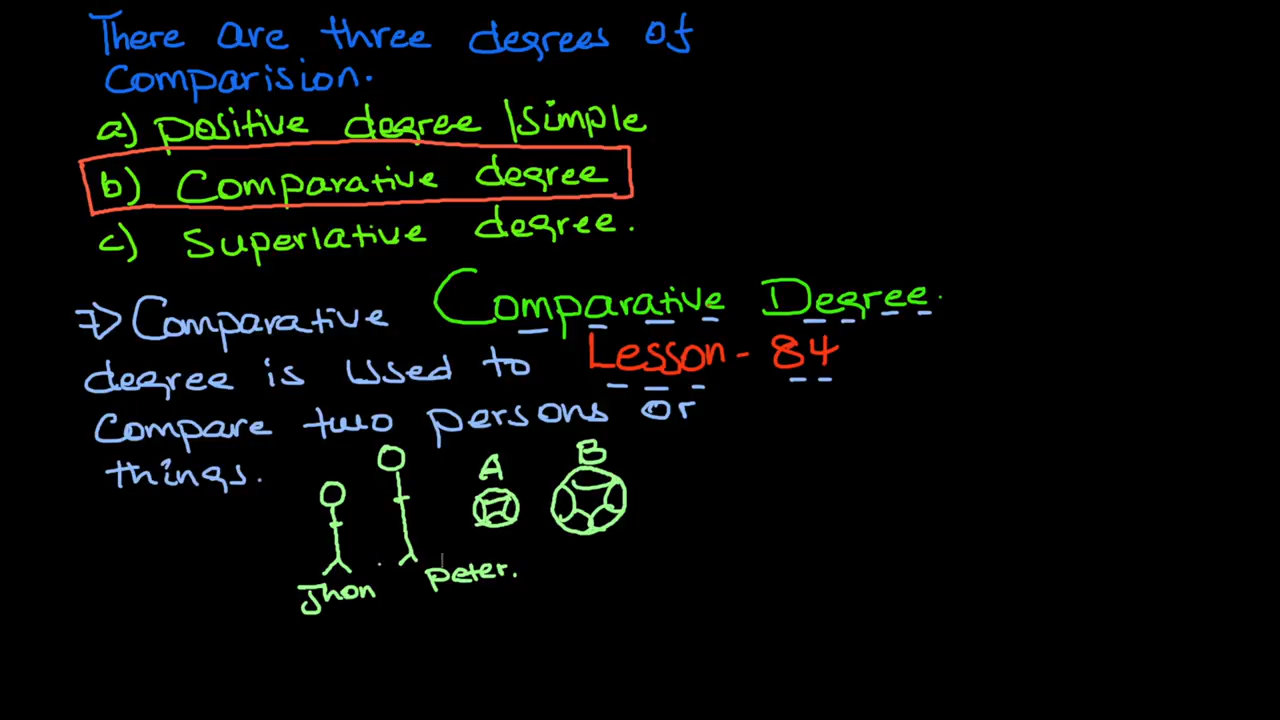 There are three degrees of
Comparision.
a) positive degree |simple
b) Comparative degree
c) Superlative degree.
Comparative Degree.
Lesson - 84
⇒ Comparative
degree is used to
Compare two persons or
things.
A B
Jhon peter.